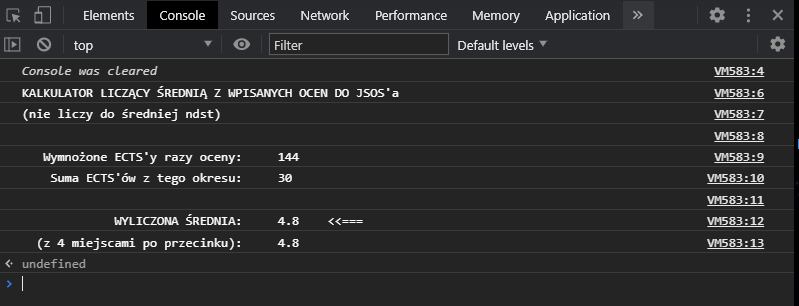 Elements Console Sources Network Performance Memory Application »
top Filter Default levels
Console was cleared VM583:4
KALKULATOR LICZĄCY ŚREDNIĄ Z WPISANYCH OCEN DO JSOS'a VM583:6
(nie liczy do średniej ndst) VM583:7
VM583:8
Wymnożone ECTS'y razy oceny: 144 VM583:9
Suma ECTS'ów z tego okresu: 30 VM583:10
VM583:11
WYLICZONA ŚREDNIA: 4.8 <<=== VM583:12
(z 4 miejscami po przecinku): 4.8 VM583:13
undefined